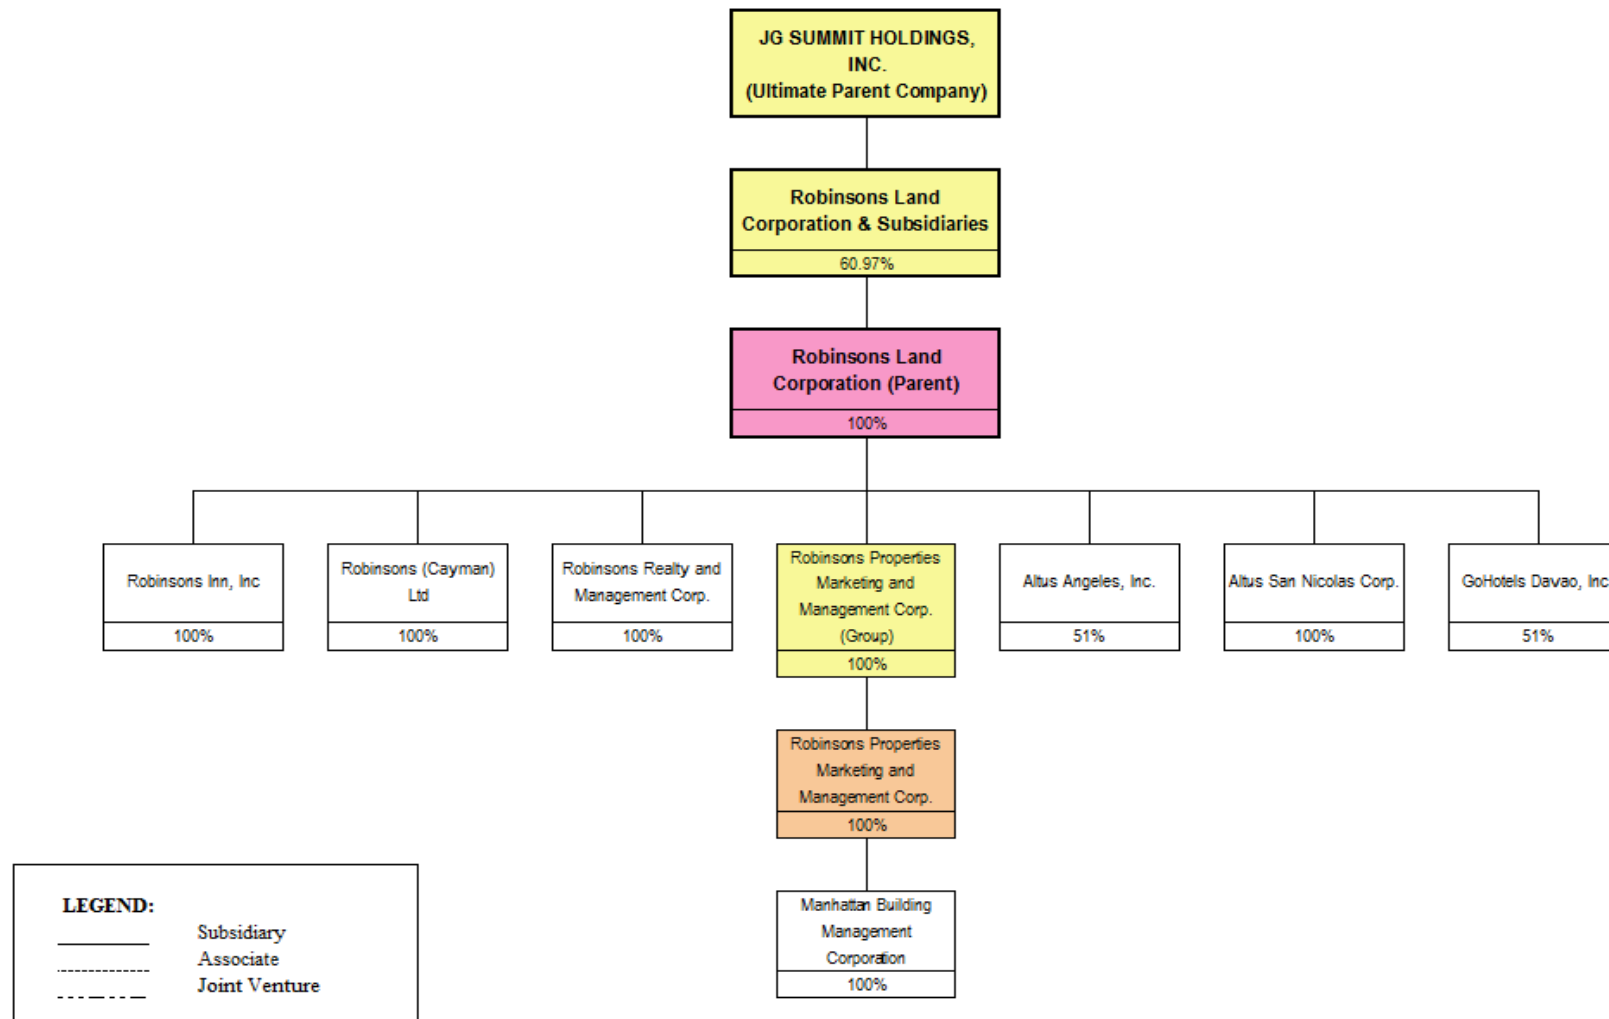 JG SUMMIT HOLDINGS,
INC.
(Ultimate Parent Company)
Robinsons Land
Corporation & Subsidiaries
60.97%
Robinsons Land
Corporation (Parent)
100%
Robinsons Inn, Inc
100%
Robinsons (Cayman)
Ltd
100%
Robinsons Realty and
Management Corp.
100%
Robinsons Properties
Marketing and
Management Corp.
(Group)
100%
Altus Angeles, Inc.
51%
Altus San Nicolas Corp.
100%
GoHotels Davao, Inc
51%
Robinsons Properties
Marketing and
Management Corp.
100%
Manhattan Building
Management
Corporation
100%
LEGEND:
Subsidiary
Associate
Joint Venture